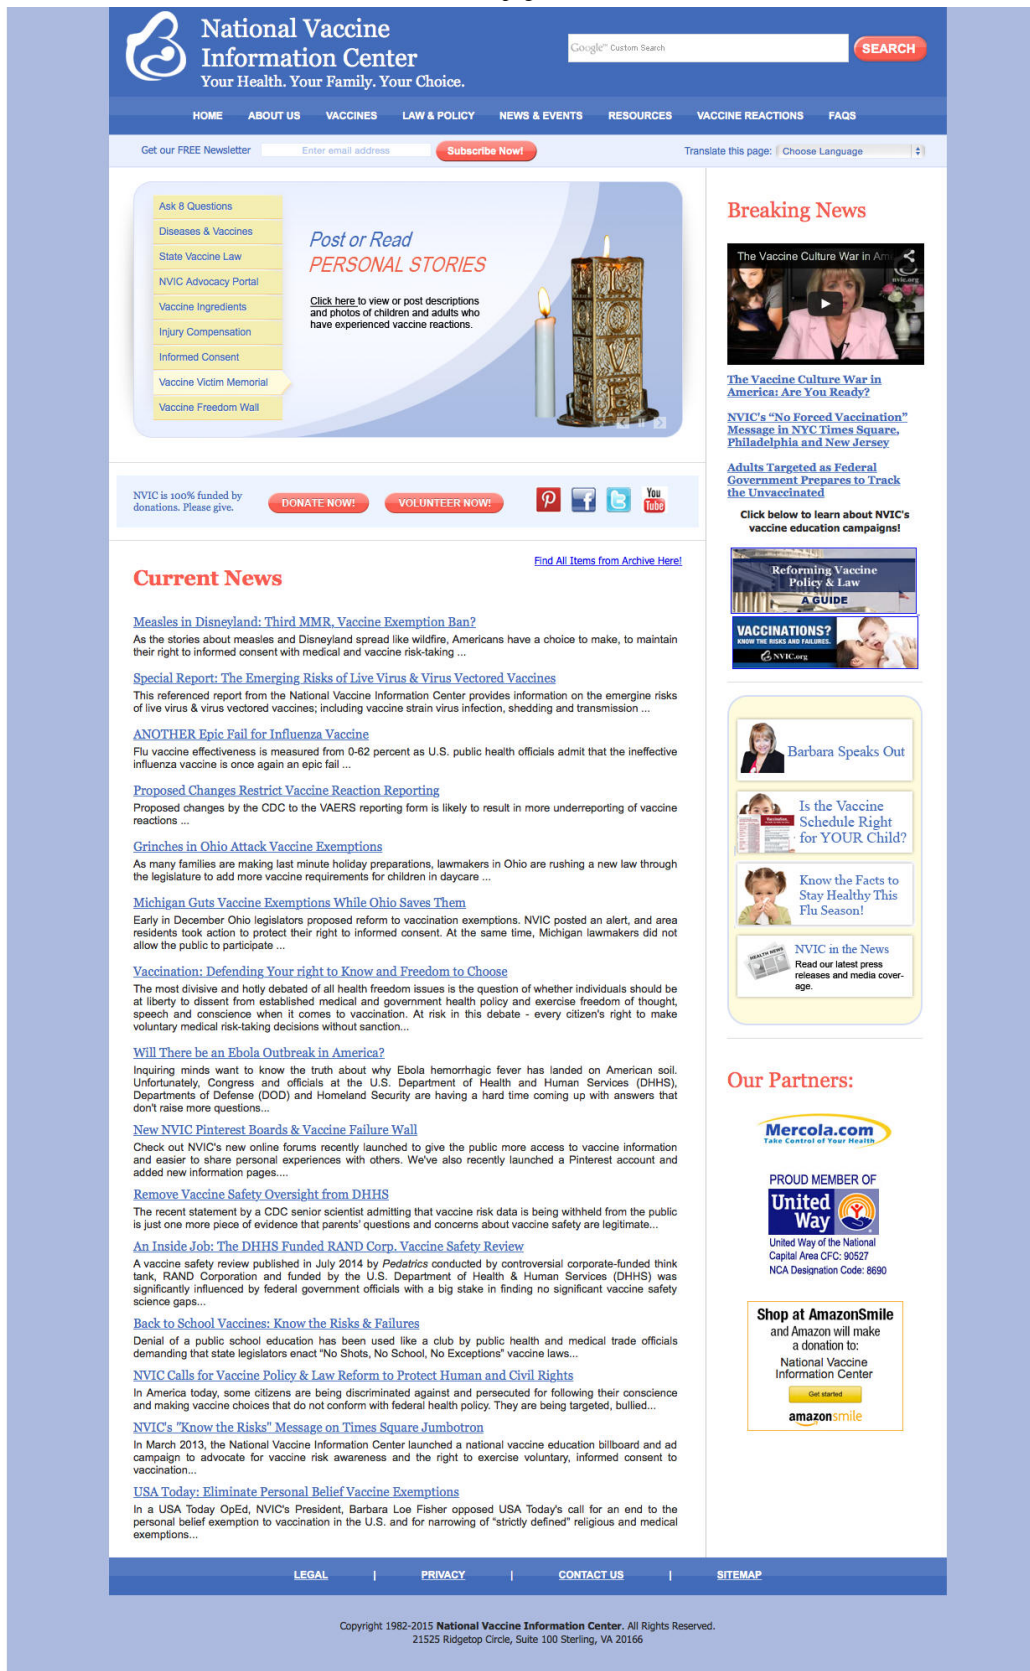 National Vaccine
Information Center
Your Health. Your Family. Your Choice.
Google™ Custom Search
SEARCH
HOME ABOUT US VACCINES LAW & POLICY NEWS & EVENTS RESOURCES VACCINE REACTIONS FAQS
Get our FREE Newsletter Enter email address Subscribe Now! Translate this page: Choose Language
Ask 8 Questions
Diseases & Vaccines
State Vaccine Law
NVIC Advocacy Portal
Vaccine Ingredients
Injury Compensation
Informed Consent
Vaccine Victim Memorial
Vaccine Freedom Wall
Post or Read
PERSONAL STORIES
Click here to view or post descriptions
and photos of children and adults who
have experienced vaccine reactions.
LOVE
NVIC is 100% funded by
donations. Please give.
DONATE NOW!
VOLUNTEER NOW!
You
Tube
Find All Items from Archive Here!
Current News
Measles in Disneyland: Third MMR, Vaccine Exemption Ban?
As the stories about measles and Disneyland spread like wildfire, Americans have a choice to make, to maintain
their right to informed consent with medical and vaccine risk-taking ...
Special Report: The Emerging Risks of Live Virus & Virus Vectored Vaccines
This referenced report from the National Vaccine Information Center provides information on the emergine risks
of live virus & virus vectored vaccines; including vaccine strain virus infection, shedding and transmission ...
ANOTHER Epic Fail for Influenza Vaccine
Flu vaccine effectiveness is measured from 0-62 percent as U.S. public health officials admit that the ineffective
influenza vaccine is once again an epic fail ...
Proposed Changes Restrict Vaccine Reaction Reporting
Proposed changes by the CDC to the VAERS reporting form is likely to result in more underreporting of vaccine
reactions ...
Grinches in Ohio Attack Vaccine Exemptions
As many families are making last minute holiday preparations, lawmakers in Ohio are rushing a new law through
the legislature to add more vaccine requirements for children in daycare ...
Michigan Guts Vaccine Exemptions While Ohio Saves Them
Early in December Ohio legislators proposed reform to vaccination exemptions. NVIC posted an alert, and area
residents took action to protect their right to informed consent. At the same time, Michigan lawmakers did not
allow the public to participate ...
Vaccination: Defending Your right to Know and Freedom to Choose
The most divisive and hotly debated of all health freedom issues is the question of whether individuals should be
at liberty to dissent from established medical and government health policy and exercise freedom of thought,
speech and conscience when it comes to vaccination. At risk in this debate - every citizen's right to make
voluntary medical risk-taking decisions without sanction...
Will There be an Ebola Outbreak in America?
Inquiring minds want to know the truth about why Ebola hemorrhagic fever has landed on American soil.
Unfortunately, Congress and officials at the U.S. Department of Health and Human Services (DHHS),
Departments of Defense (DOD) and Homeland Security are having a hard time coming up with answers that
don't raise more questions...
New NVIC Pinterest Boards & Vaccine Failure Wall
Check out NVIC's new online forums recently launched to give the public more access to vaccine information
and easier to share personal experiences with others. We've also recently launched a Pinterest account and
added new information pages....
Remove Vaccine Safety Oversight from DHHS
The recent statement by a CDC senior scientist admitting that vaccine risk data is being withheld from the public
is just one more piece of evidence that parents' questions and concerns about vaccine safety are legitimate...
An Inside Job: The DHHS Funded RAND Corp. Vaccine Safety Review
A vaccine safety review published in July 2014 by Pedatrics conducted by controversial corporate-funded think
tank, RAND Corporation and funded by the U.S. Department of Health & Human Services (DHHS) was
significantly influenced by federal government officials with a big stake in finding no significant vaccine safety
science gaps...
Back to School Vaccines: Know the Risks & Failures
Denial of a public school education has been used like a club by public health and medical trade officials
demanding that state legislators enact "No Shots, No School, No Exceptions" vaccine laws...
NVIC Calls for Vaccine Policy & Law Reform to Protect Human and Civil Rights
In America today, some citizens are being discriminated against and persecuted for following their conscience
and making vaccine choices that do not conform with federal health policy. They are being targeted, bullied...
NVIC's "Know the Risks" Message on Times Square Jumbotron
In March 2013, the National Vaccine Information Center launched a national vaccine education billboard and ad
campaign to advocate for vaccine risk awareness and the right to exercise voluntary, informed consent to
vaccination...
USA Today: Eliminate Personal Belief Vaccine Exemptions
In a USA Today OpEd, NVIC's President, Barbara Loe Fisher opposed USA Today's call for an end to the
personal belief exemption to vaccination in the U.S. and for narrowing of "strictly defined" religious and medical
exemptions...
Breaking News
The Vaccine Culture War in Am
nvic.org
The Vaccine Culture War in
America: Are You Ready?
NVIC's “No Forced Vaccination”
Message in NYC Times Square,
Philadelphia and New Jersey
Adults Targeted as Federal
Government Prepares to Track
the Unvaccinated
Click below to learn about NVIC's
vaccine education campaigns!
Reforming Vaccine
Policy & Law
A GUIDE
VACCINATIONS?
KNOW THE RISKS AND FAILURES.
NVIC.org
Barbara Speaks Out
Is the Vaccine
Schedule Right
for YOUR Child?
Know the Facts to
Stay Healthy This
Flu Season!
HEALTH NEWS
NVIC in the News
Read our latest press
releases and media cover-
age.
Our Partners:
Mercola.com
Take Control of Your Health
PROUD MEMBER OF
United
Way
United Way of the National
Capital Area CFC: 90527
NCA Designation Code: 8690
Shop at AmazonSmile
and Amazon will make
a donation to:
National Vaccine
Information Center
Get started
amazonsmile
LEGAL | PRIVACY | CONTACT US | SITEMAP
Copyright 1982-2015 National Vaccine Information Center. All Rights Reserved.
21525 Ridgetop Circle, Suite 100 Sterling, VA 20166